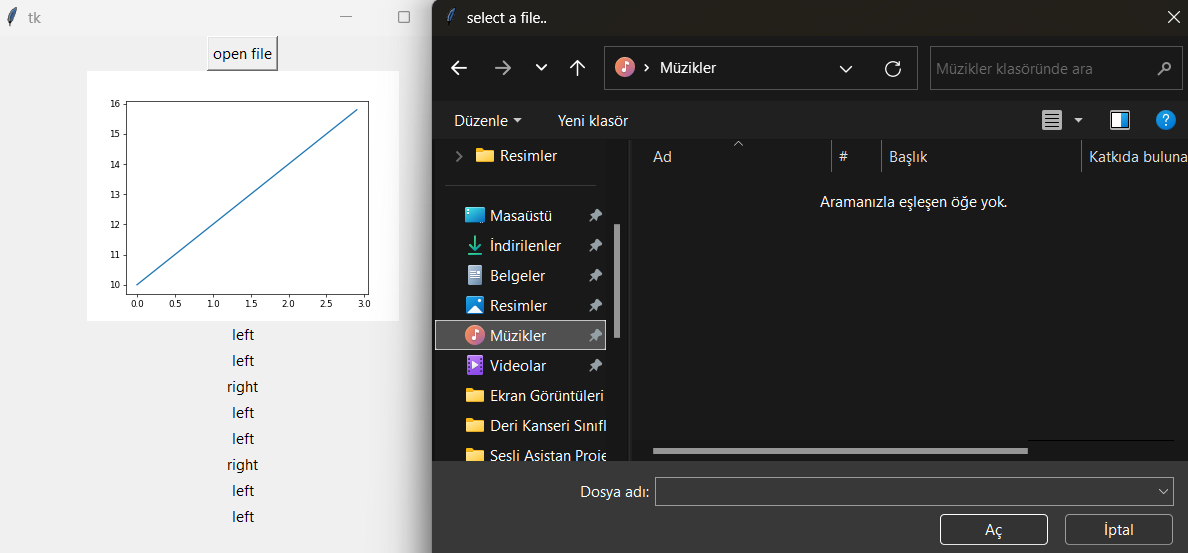 tk
open file
16
15
14
13
12
11
10
0.0 0.5 1.0 1.5 2.0 2.5 3.0
left
left
right
left
left
right
left
left
select a file..
Müzikler
Müzikler klasöründe ara
Düzenle Yeni klasör
?
Resimler
Masaüstü
İndirilenler
Belgeler
Resimler
Müzikler
Videolar
Ekran Görüntüleri
Deri Kanseri Sınıfl
Sesli Asistan Proje
Ad # Başlık Katkıda buluna
Aramanızla eşleşen öğe yok.
Dosya adı:
Aç İptal